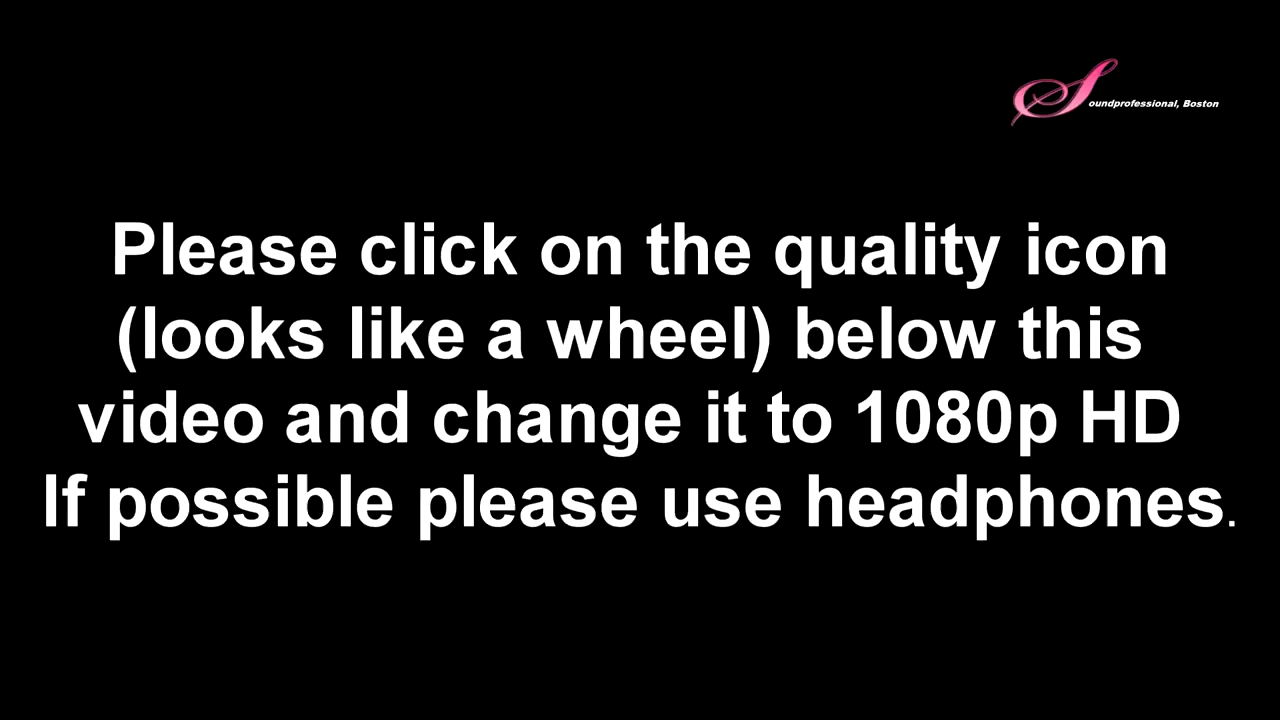 Soundprofessional, Boston
Please click on the quality icon
(looks like a wheel) below this
video and change it to 1080p HD
If possible please use headphones.